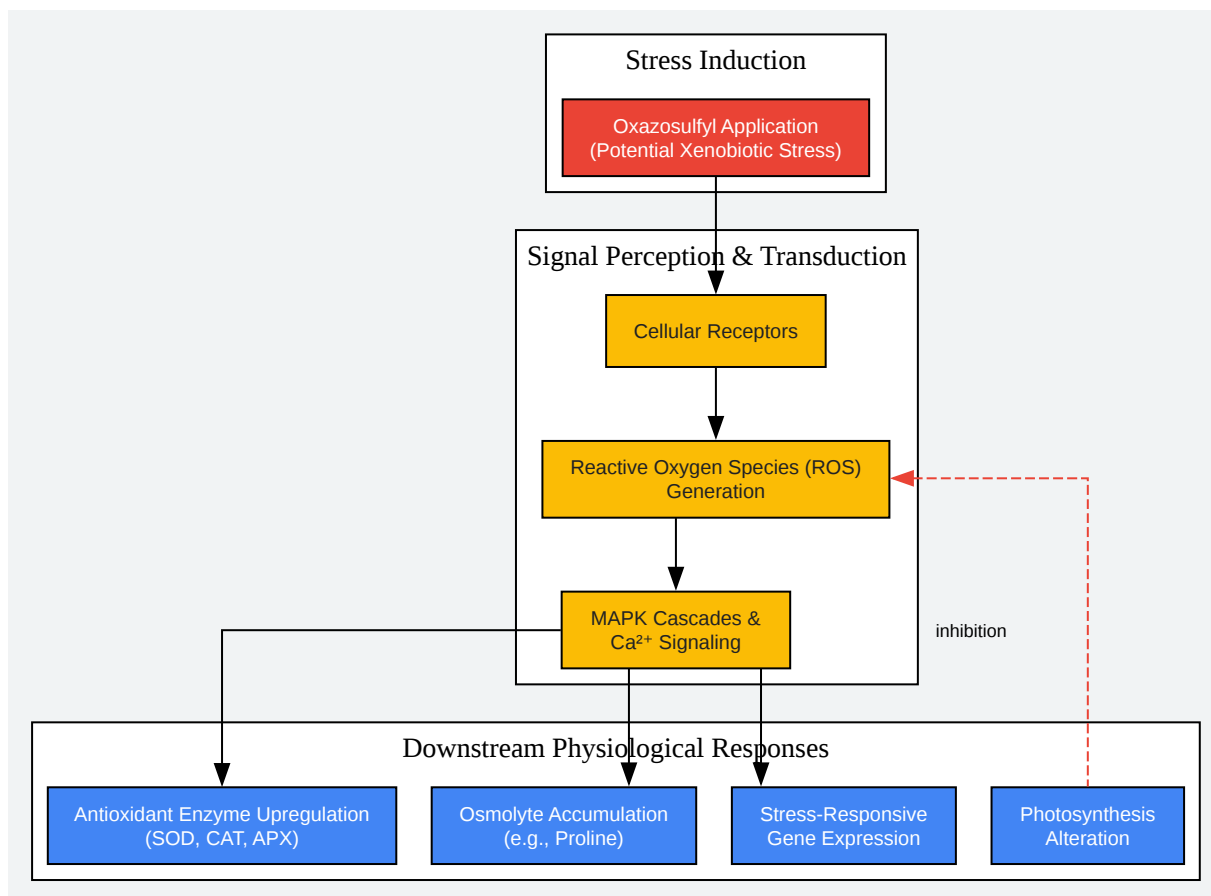 Stress Induction
Oxazosulfyl Application
(Potential Xenobiotic Stress)
Signal Perception & Transduction
Cellular Receptors
Reactive Oxygen Species (ROS)
Generation
MAPK Cascades &
Ca²⁺ Signaling
inhibition
Downstream Physiological Responses
Antioxidant Enzyme Upregulation
(SOD, CAT, APX)
Osmolyte Accumulation
(e.g., Proline)
Stress-Responsive
Gene Expression
Photosynthesis
Alteration